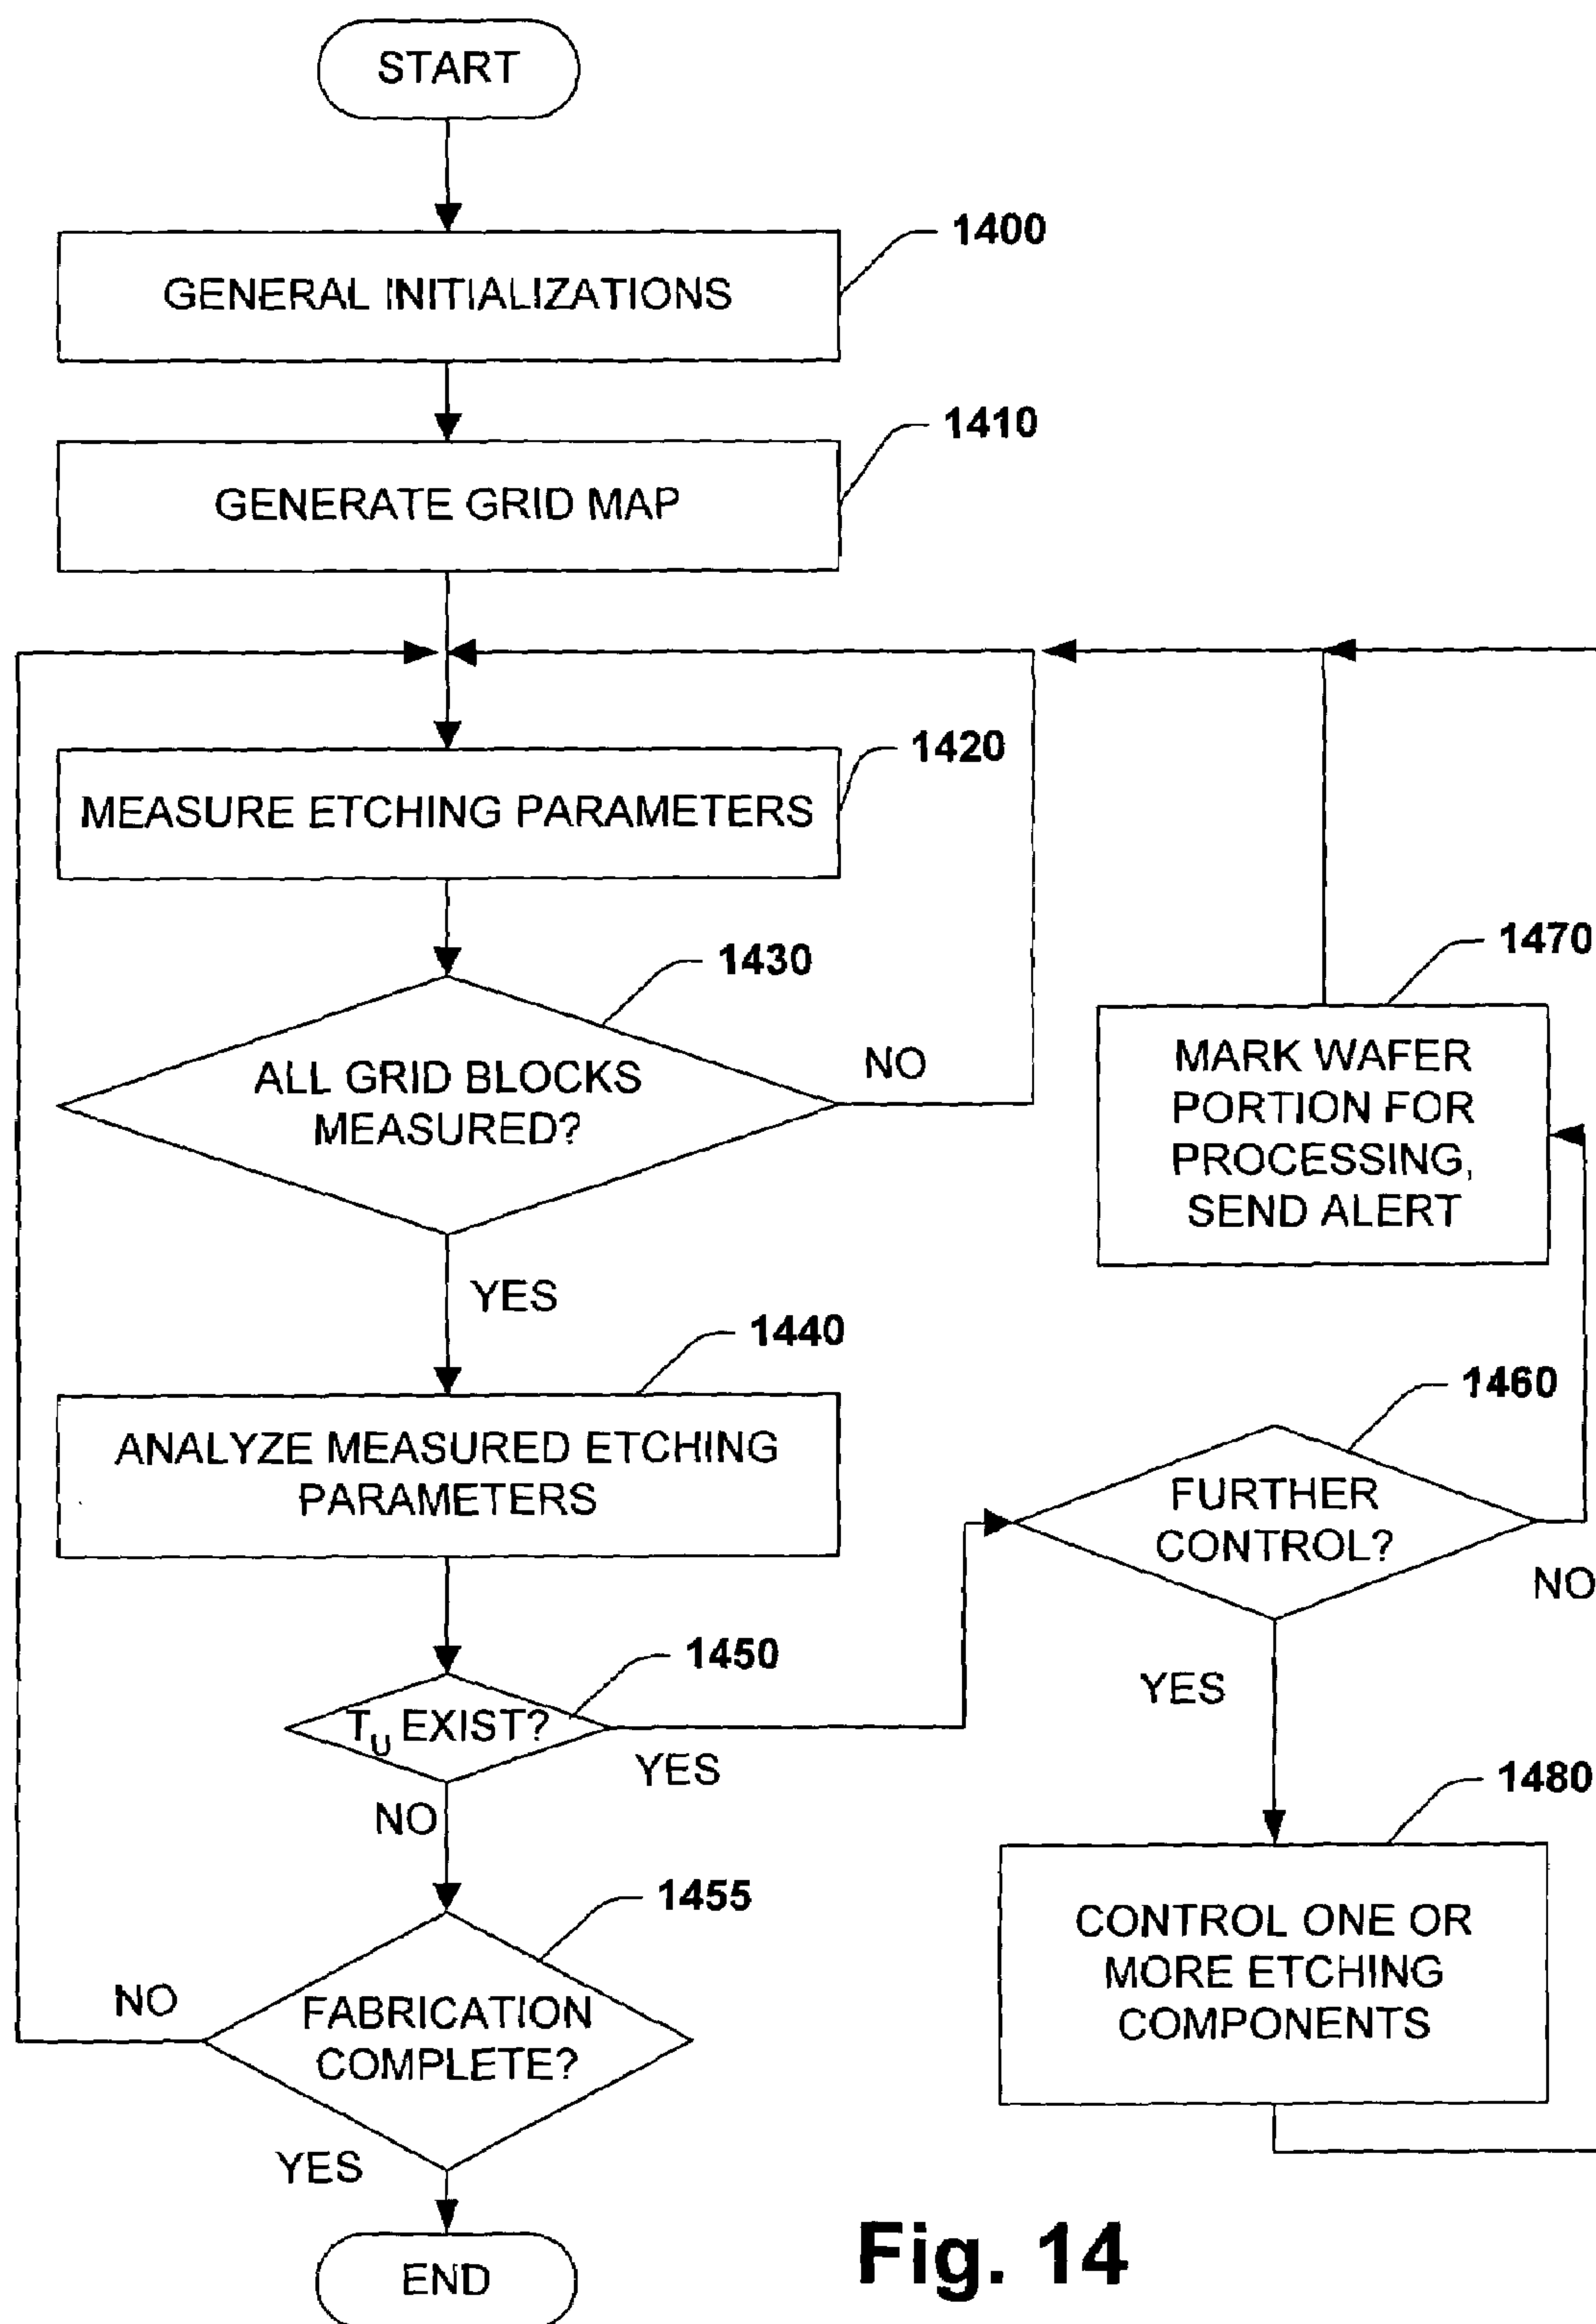 START
1400
GENERAL INITIALIZATIONS
1410
GENERATE GRID MAP
1420
MEASURE ETCHING PARAMETERS
1430
ALL GRID BLOCKS
MEASURED?
NO
YES
1440
ANALYZE MEASURED ETCHING
PARAMETERS
1450
TU EXIST?
YES
NO
1455
FABRICATION
COMPLETE?
NO
YES
END
1460
FURTHER
CONTROL?
NO
YES
1470
MARK WAFER
PORTION FOR
PROCESSING,
SEND ALERT
1480
CONTROL ONE OR
MORE ETCHING
COMPONENTS
Fig. 14